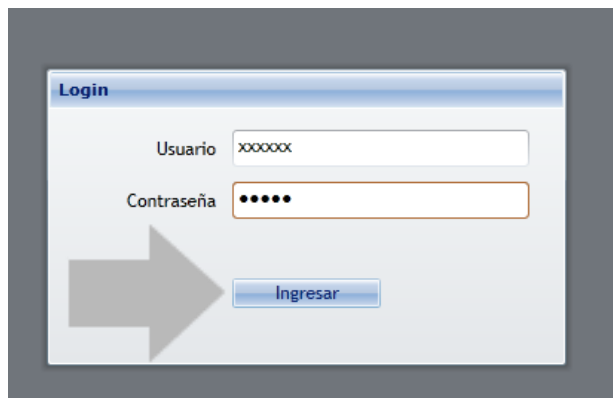 Login
Usuario xxxxxx
Contraseña •••••
Ingresar